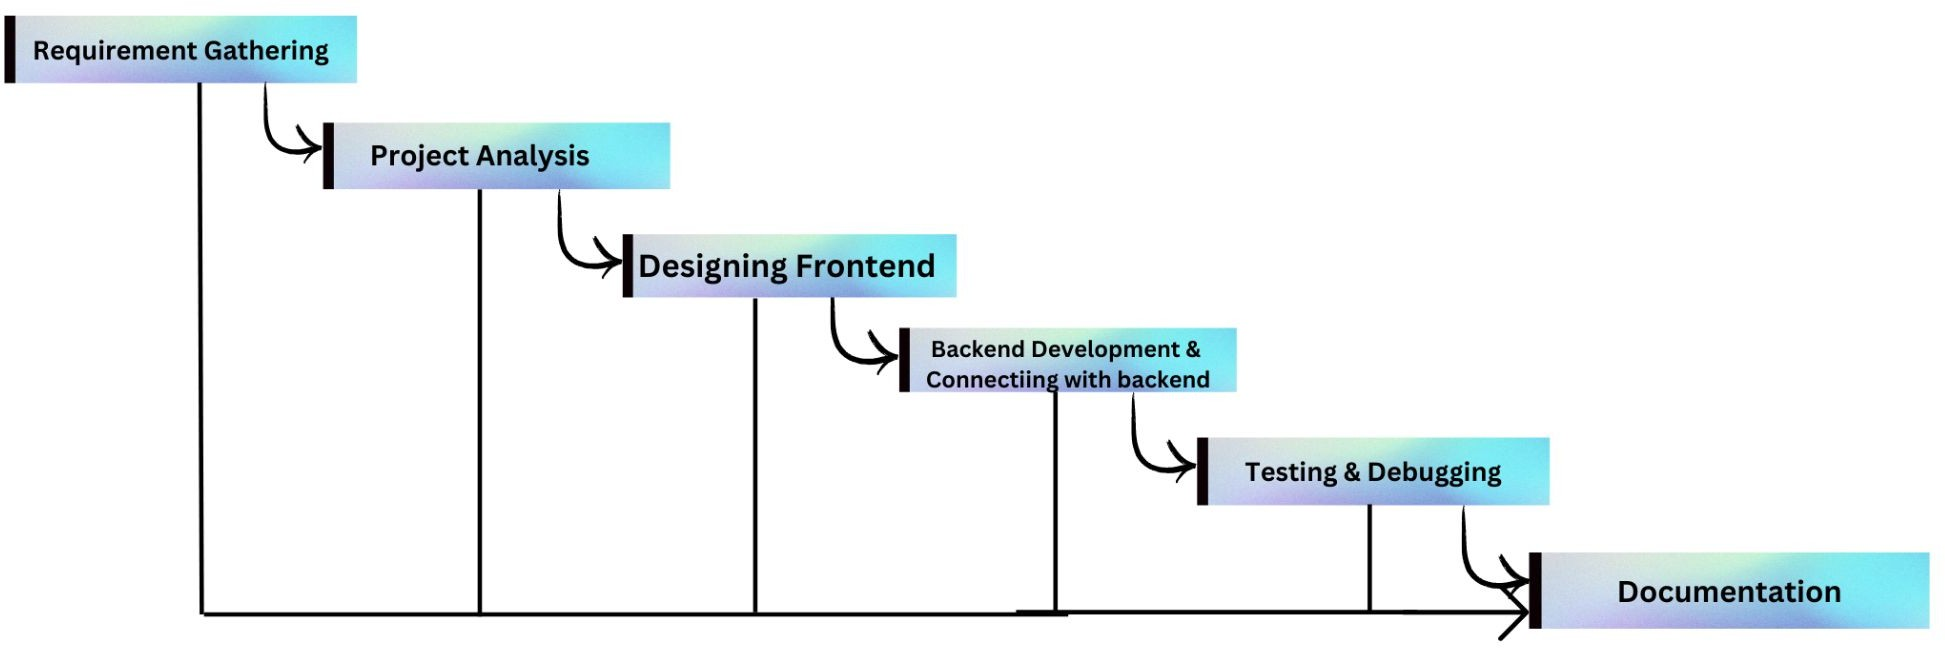 Requirement Gathering
Project Analysis
Designing Frontend
Backend Development &
Connectiing with backend
Testing & Debugging
Documentation